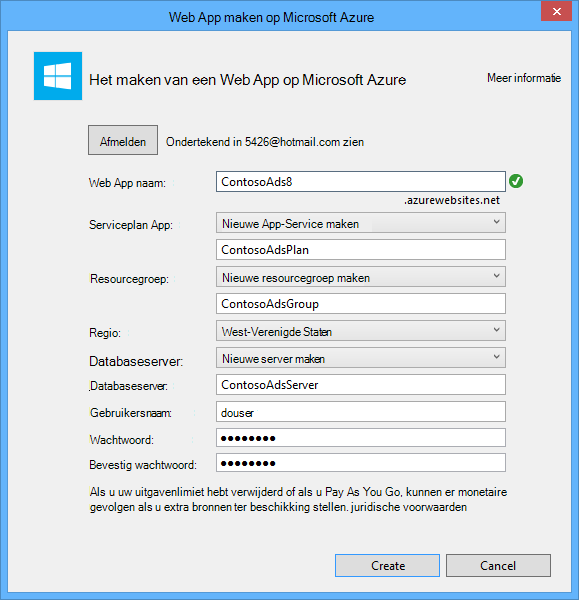 Web App maken op Microsoft Azure
Het maken van een Web App op Microsoft Azure
Meer informatie
Afmelden
Ondertekend in 5426@hotmail.com zien
Web App naam:
ContosoAds8
.azurewebsites.net
Serviceplan App:
Nieuwe App-Service maken
ContosoAdsPlan
Resourcegroep:
Nieuwe resourcegroep maken
ContosoAdsGroup
Regio:
West-Verenigde Staten
Databaseserver:
Nieuwe server maken
Databaseserver:
ContosoAdsServer
Gebruikersnaam:
douser
Wachtwoord:
●●●●●●●●
Bevestig wachtwoord:
●●●●●●●●
Als u uw uitgavenlimiet hebt verwijderd of als u Pay As You Go, kunnen er monetaire
gevolgen als u extra bronnen ter beschikking stellen. juridische voorwaarden
Create
Cancel